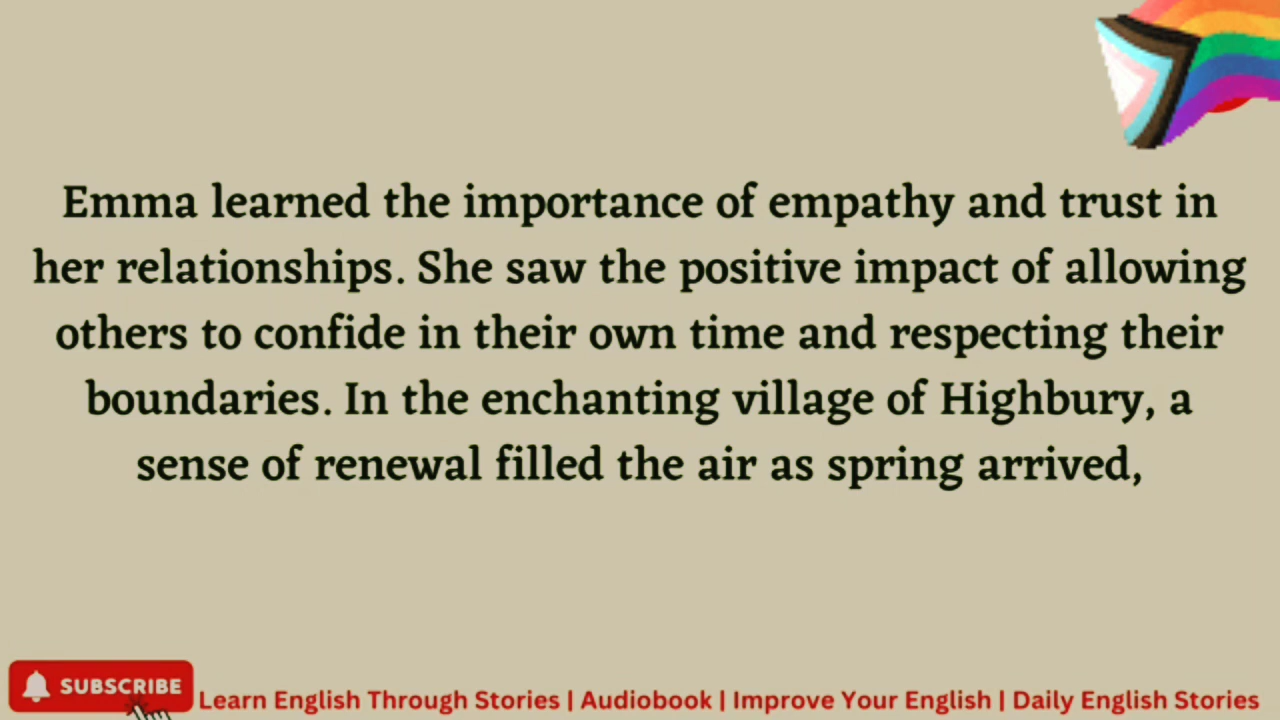 Emma learned the importance of empathy and trust in
her relationships. She saw the positive impact of allowing
others to confide in their own time and respecting their
boundaries. In the enchanting village of Highbury, a
sense of renewal filled the air as spring arrived,
SUBSCRIBE
Learn English Through Stories | Audiobook | Improve Your English | Daily English Stories